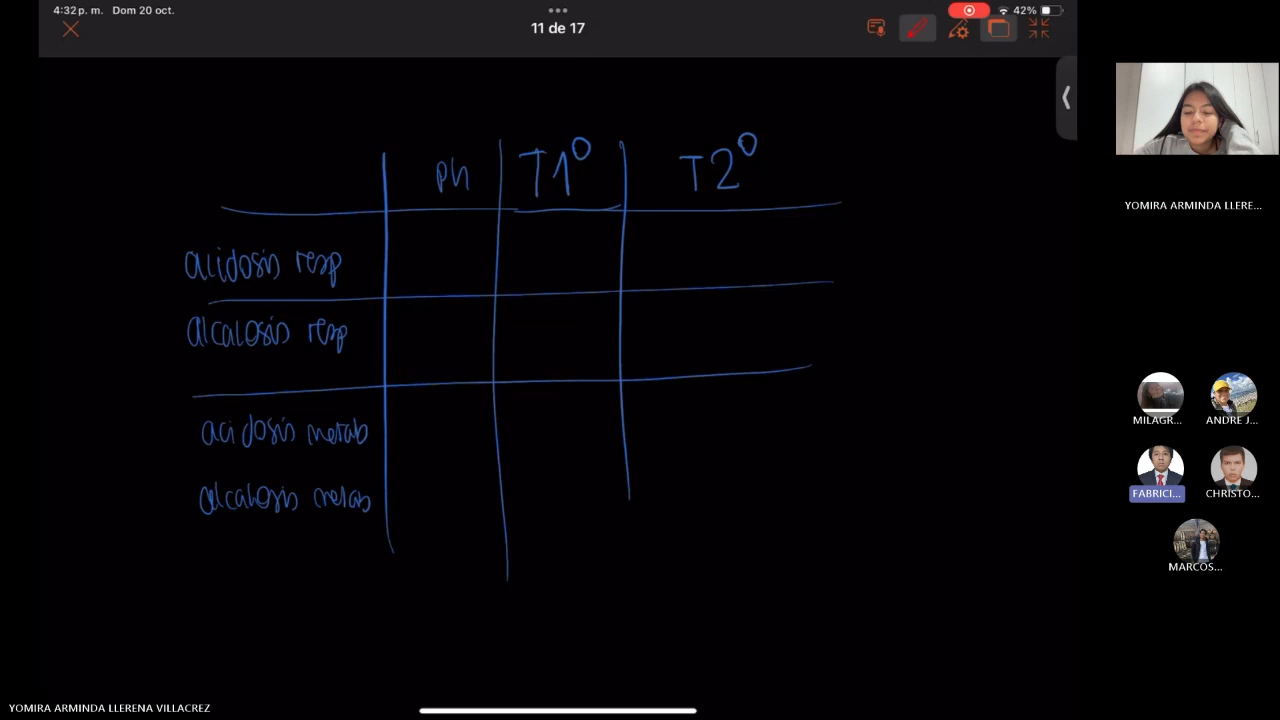 4:32 p. m. Dom 20 oct.
42%
11 de 17
ph T1° T2°
acidosis resp
alcalosis resp
acidosis metab
alcalosis metab
YOMIRA ARMINDA LLERE...
MILAGR... ANDRE J...
FABRICI... CHRISTO...
MARCOS...
YOMIRA ARMINDA LLERENA VILLACREZ